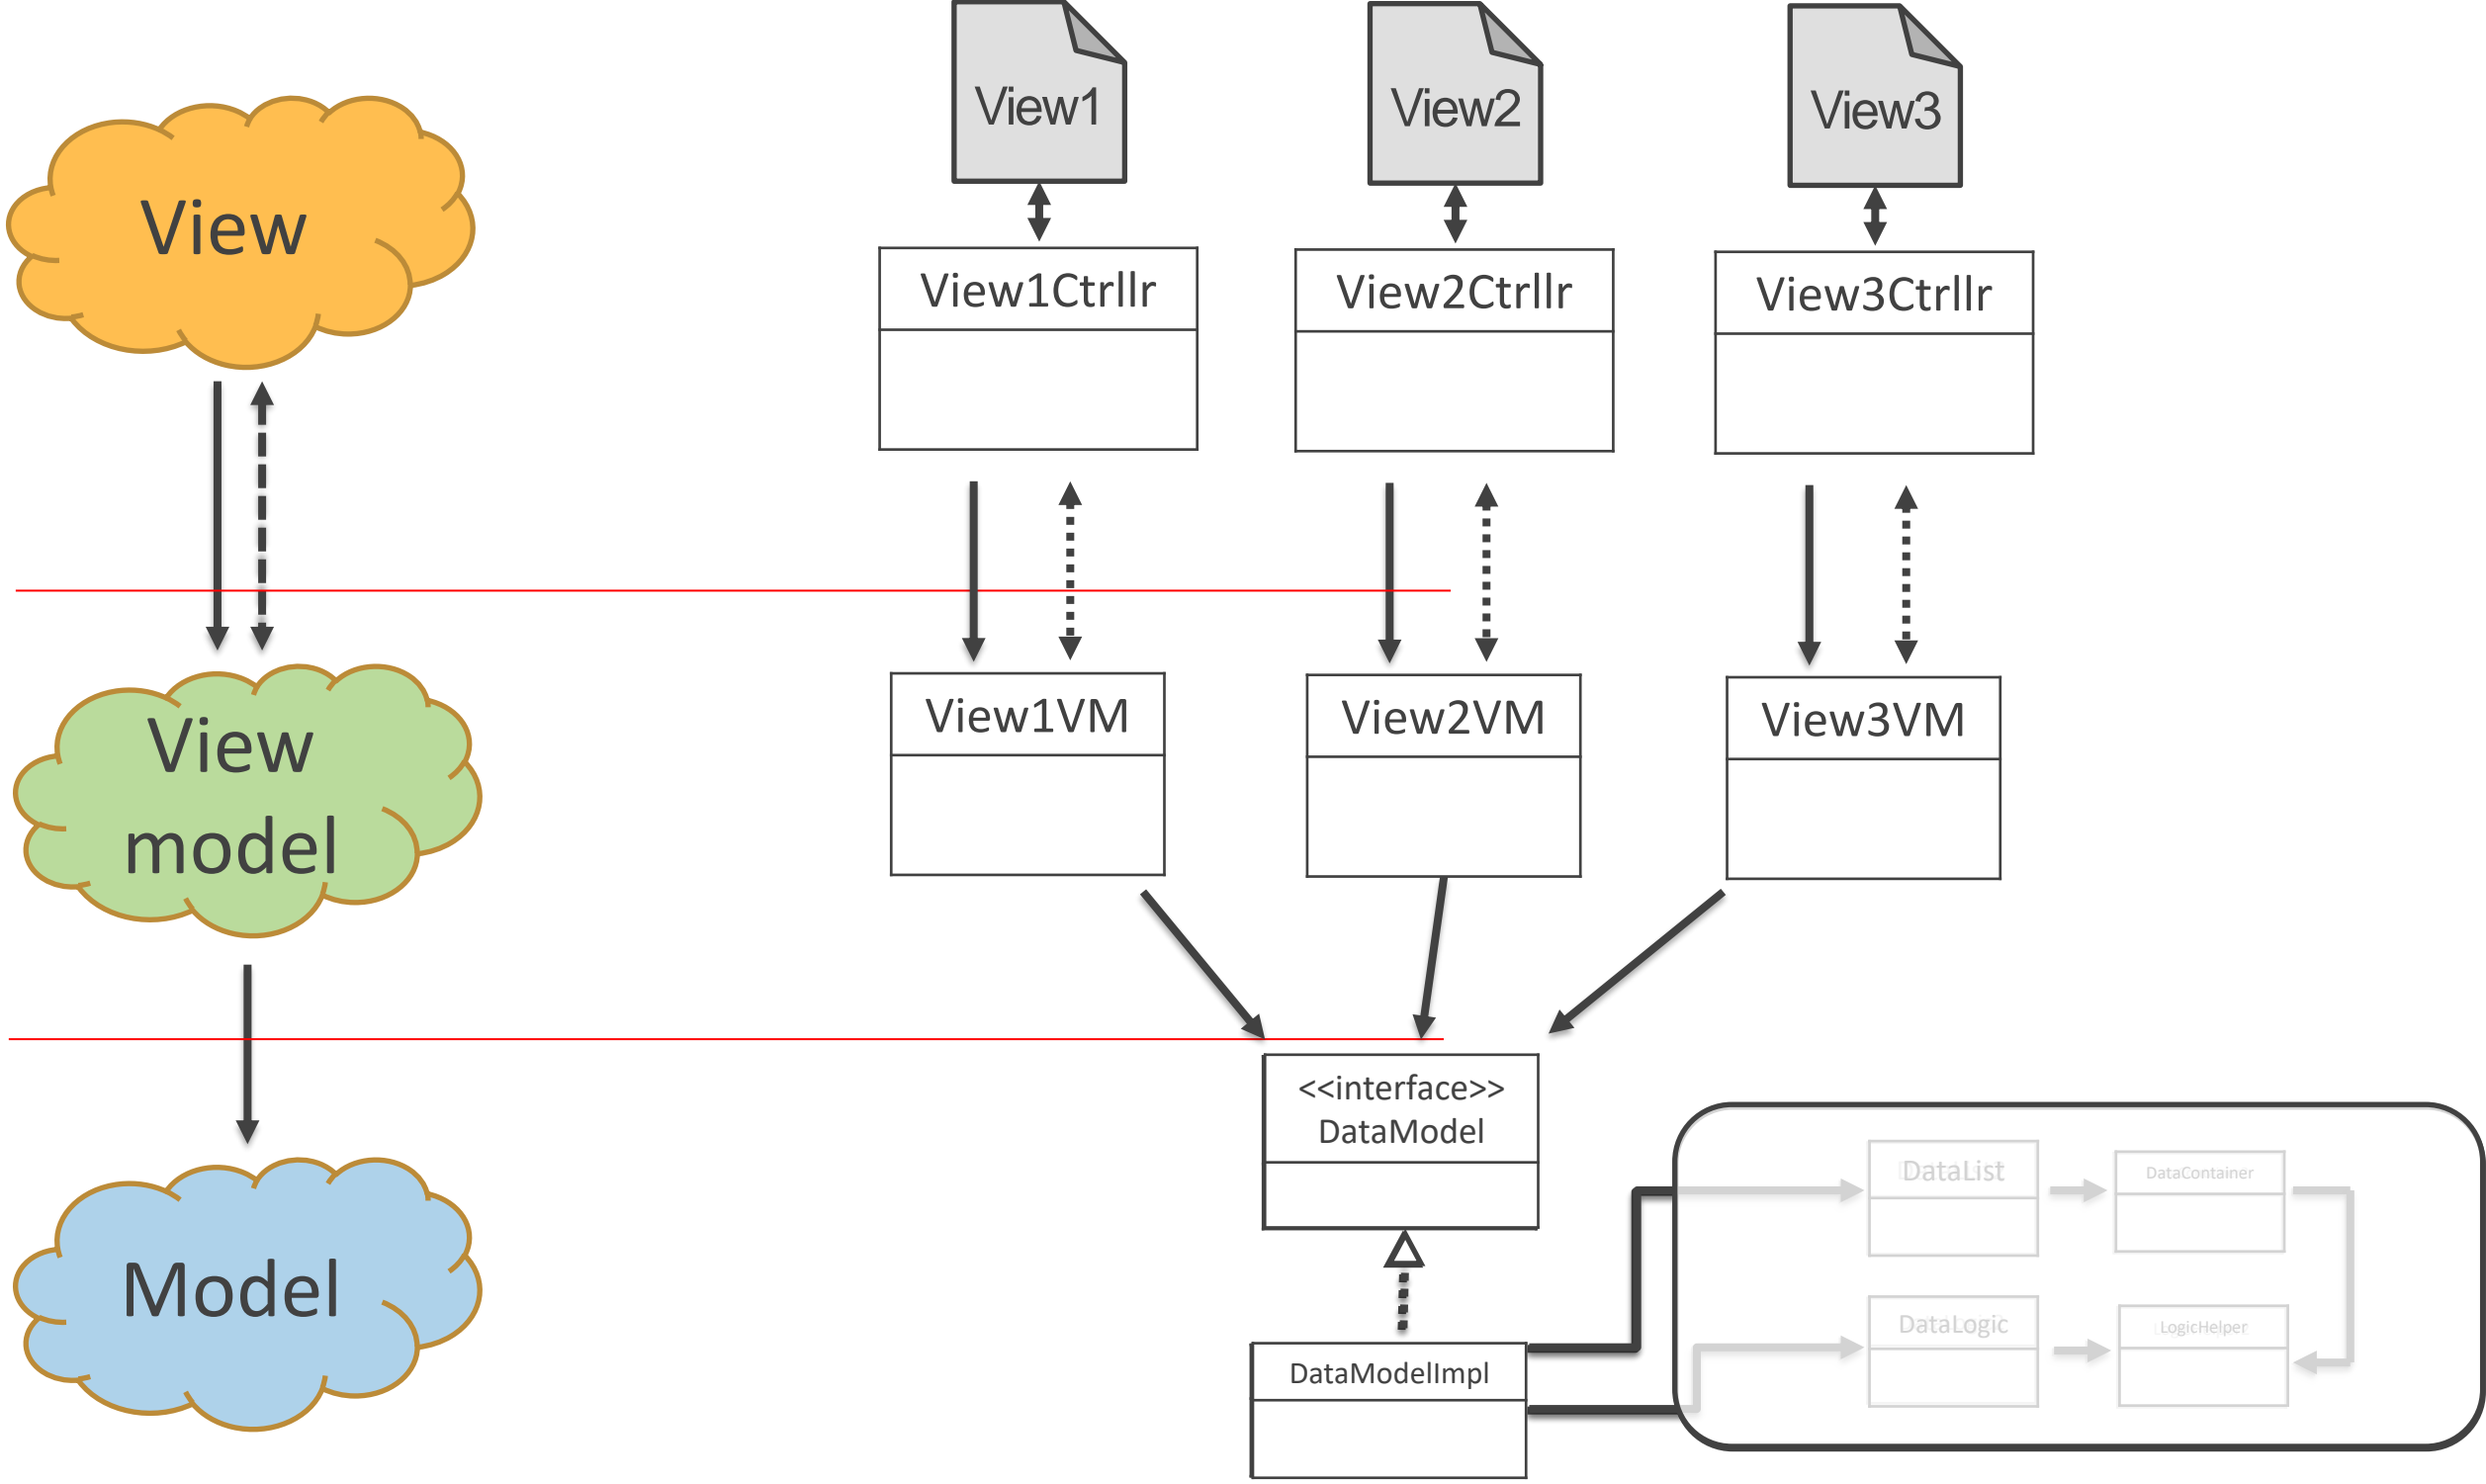 View1
View2
View3
View
View1Ctrllr
View2Ctrllr
View3Ctrllr
View
model
View1VM
View2VM
View3VM
<<interface>>
DataModel
Model
DataList
DataContainer
DataModelImpl
DataLogic
LogicHelper